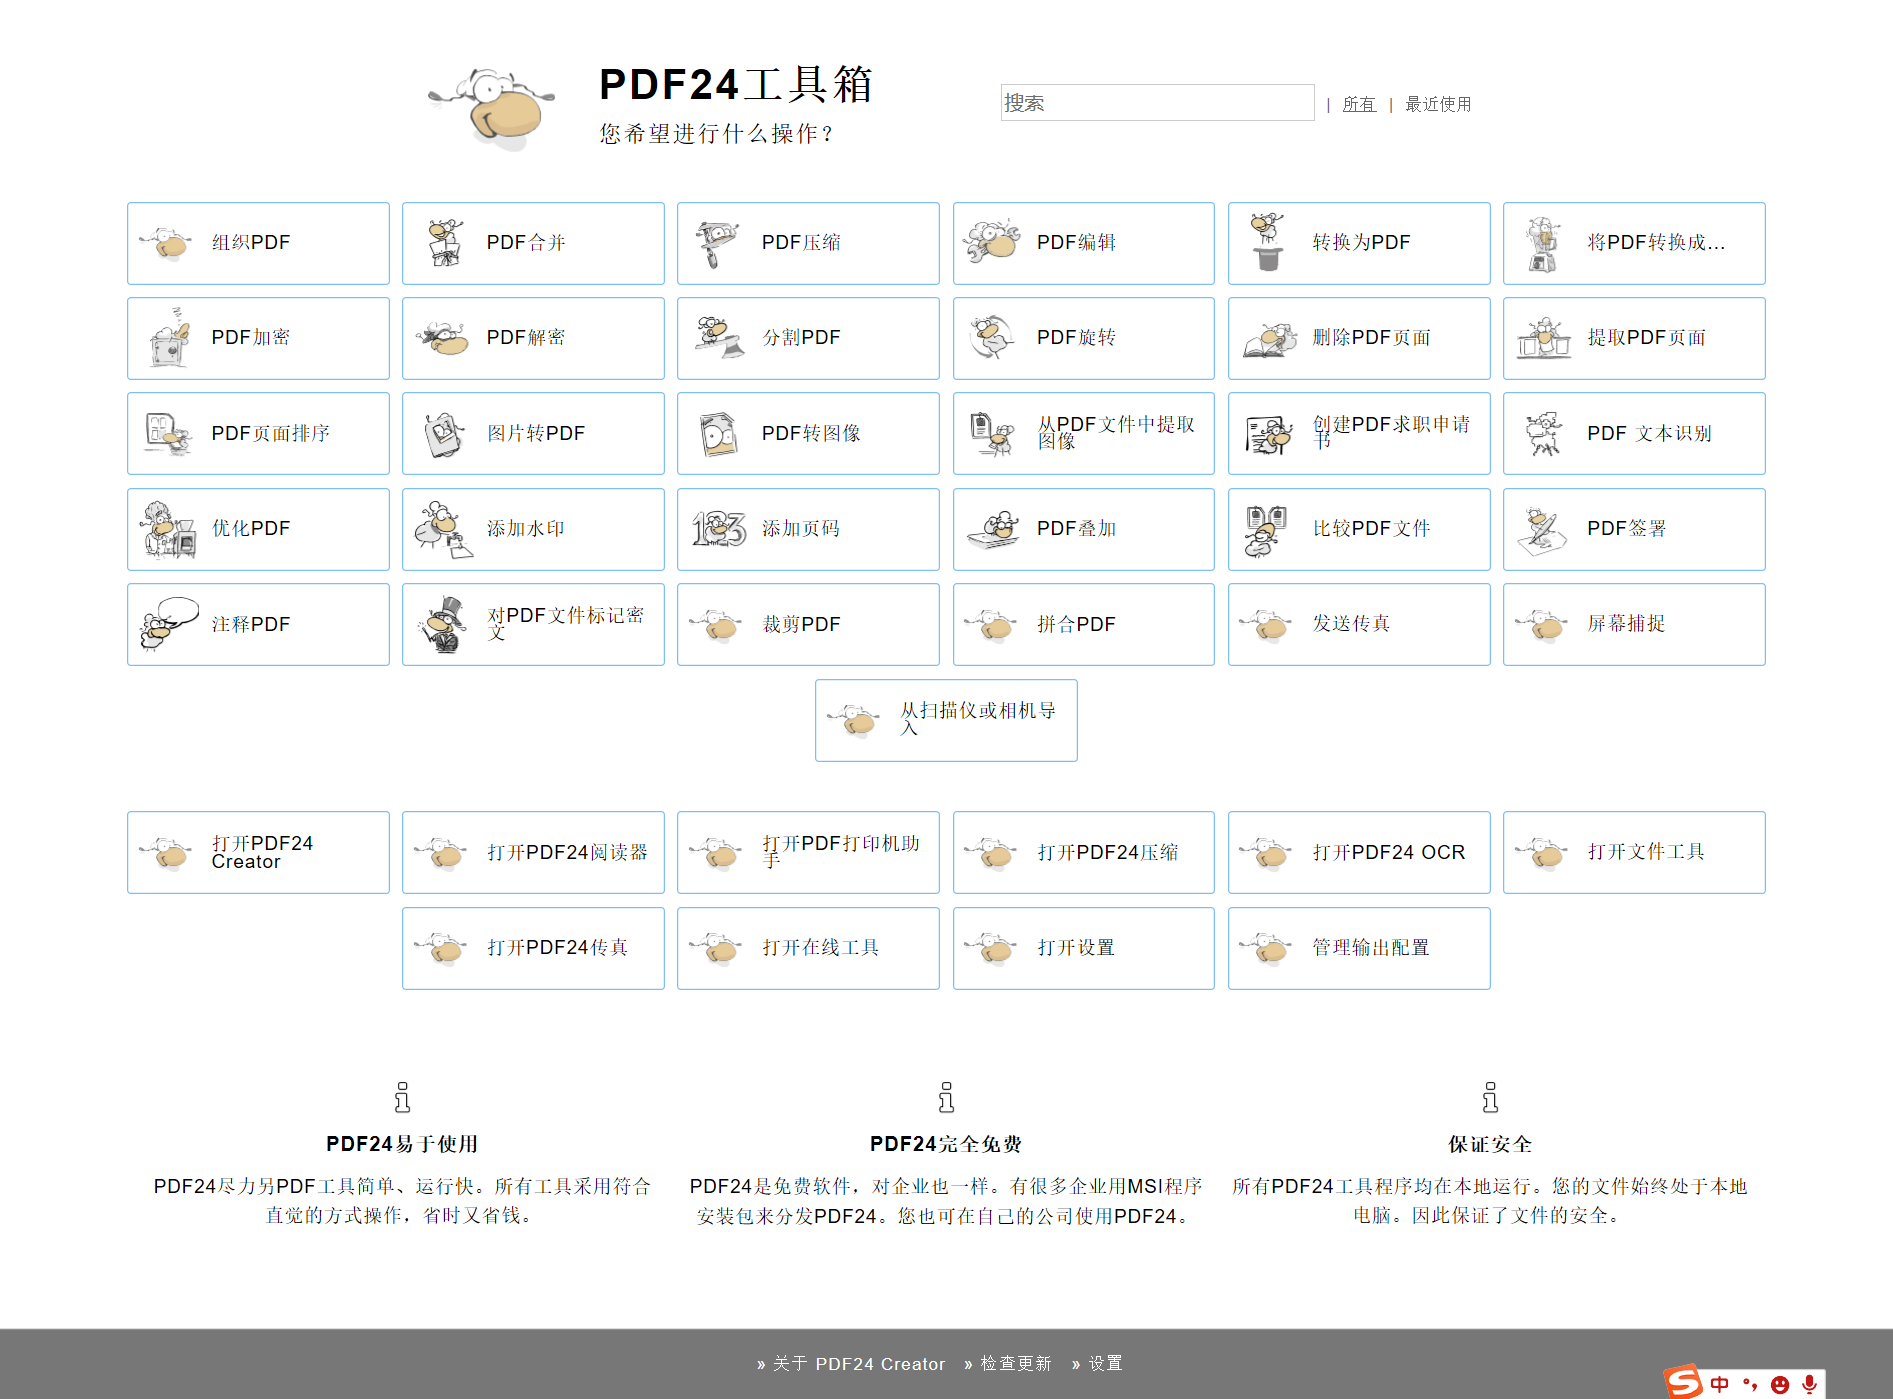 PDF24工具箱
您希望进行什么操作？
搜索 | 所有 | 最近使用
组织PDF
PDF合并
PDF压缩
PDF编辑
转换为PDF
将PDF转换成...
PDF加密
PDF解密
分割PDF
PDF旋转
删除PDF页面
提取PDF页面
PDF页面排序
图片转PDF
PDF转图像
从PDF文件中提取
图像
创建PDF求职申请
书
PDF 文本识别
优化PDF
添加水印
123
添加页码
PDF叠加
比较PDF文件
PDF签署
注释PDF
对PDF文件标记密
文
裁剪PDF
拼合PDF
发送传真
屏幕捕捉
从扫描仪或相机导
入
打开PDF24
Creator
打开PDF24阅读器
打开PDF打印机助
手
打开PDF24压缩
打开PDF24 OCR
打开文件工具
打开PDF24传真
打开在线工具
打开设置
管理输出配置
PDF24易于使用
PDF24尽力另PDF工具简单、运行快。所有工具采用符合
直觉的方式操作，省时又省钱。
PDF24完全免费
PDF24是免费软件，对企业也一样。有很多企业用MSI程序
安装包来分发PDF24。您也可在自己的公司使用PDF24。
保证安全
所有PDF24工具程序均在本地运行。您的文件始终处于本地
电脑。因此保证了文件的安全。
» 关于 PDF24 Creator » 检查更新 » 设置
S 中 °,